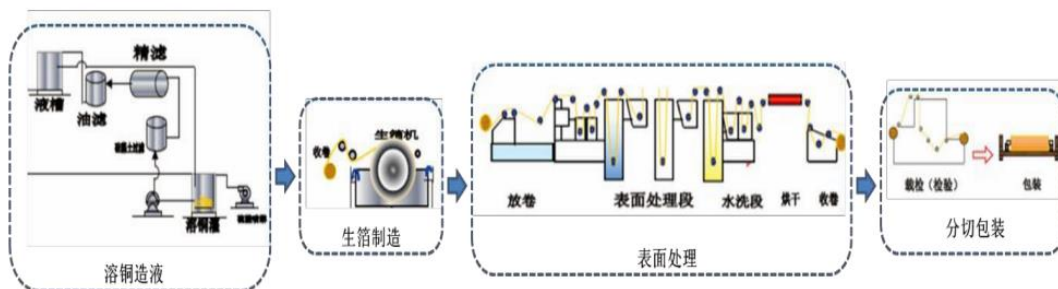 精滤
液槽
油滤
溶铜罐
溶铜造液
收卷
生箔机
生箔制造
放卷
表面处理段
水洗段
烘干
收卷
表面处理
裁检（检验）
包装
分切包装